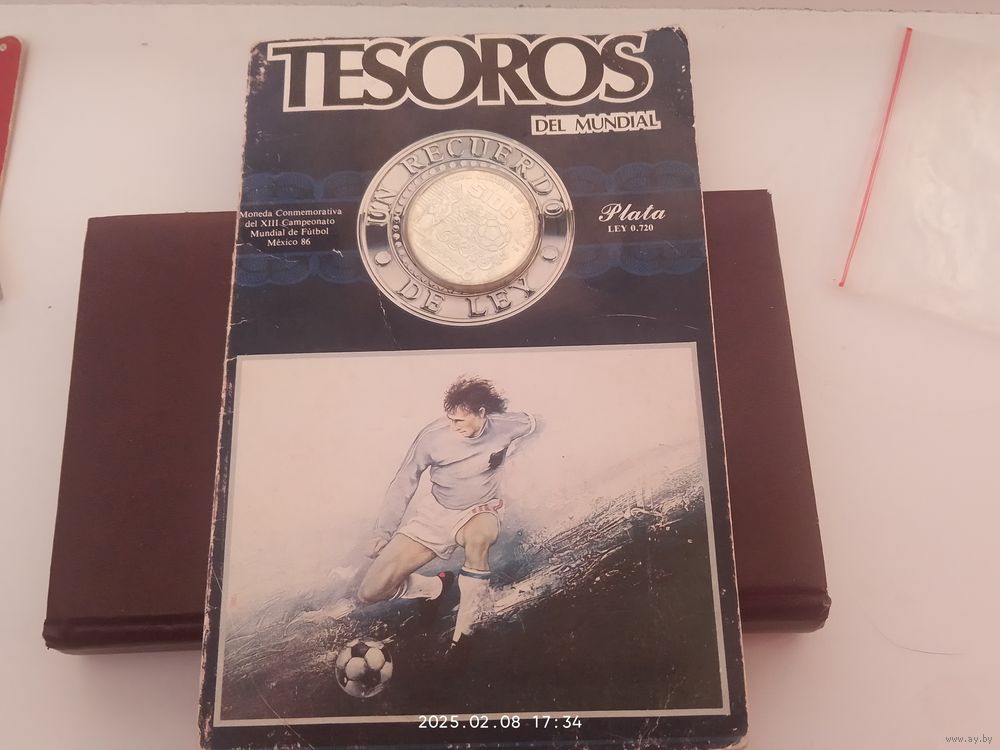 TESOROS
DEL MUNDIAL
UN RECUERDO
DE LEY
Moneda Conmemorativa
del XIII Campeonato
Mundial de Fútbol
México 86
Plata
LEY 0.720
2025.02.08 17:34
www.ay.by